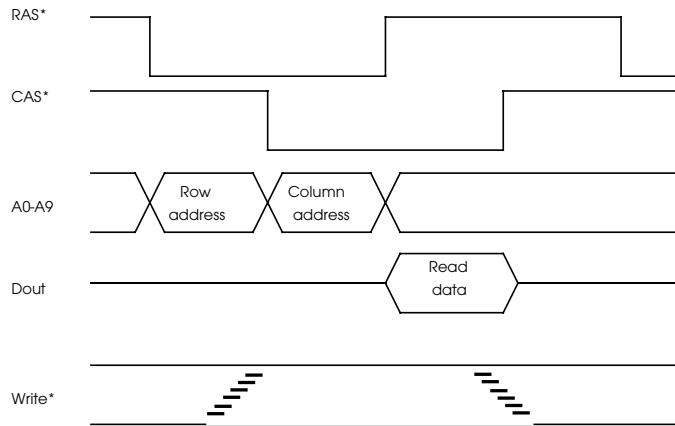 RAS*
CAS*
A0-A9
Row
address
Column
address
Dout
Read
data
Write*